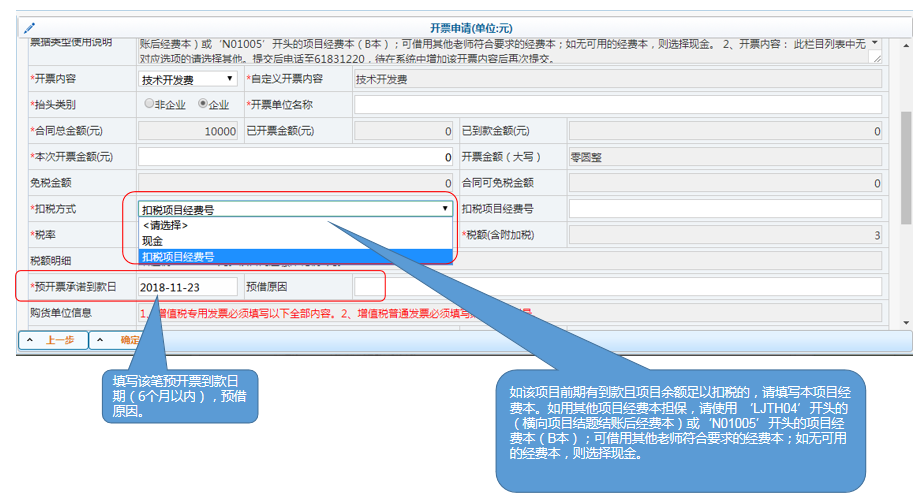 开票申请(单位:元)
票据类型使用说明
账后经费本）或‘N01005’开头的项目经费本（B本）；可借用其他老师符合要求的经费本；如无可用的经费本，则选择现金。 2、开票内容： 此栏目列表中无
对应选项的请选择其他。提交后电话至61831220，待在系统中增加该开票内容后再次提交。
*开票内容 技术开发费 *自定义开票内容 技术开发费
*抬头类别 非企业 企业 *开票单位名称
*合同总金额(元) 10000 已开票金额(元) 0 已到款金额(元) 0
*本次开票金额(元) 0 开票金额（大写） 零圆整
免税金额 0 合同可免税金额 0
*扣税方式 扣税项目经费号 扣税项目经费号
<请选择>
*税率 现金 *税额(含附加税) 3
税额明细 扣税项目经费号
*预开票承诺到款日 2018-11-23 预借原因
购货单位信息 1、增值税专用发票必须填写以下全部内容。2、增值税普通发票必须填写
上一步 确定
填写该笔预开票到款日
期（6个月以内），预借
原因。
如该项目前期有到款且项目余额足以扣税的，请填写本项目经
费本。如用其他项目经费本担保，请使用 ‘LJTH04’开头的
（横向项目结题结账后经费本）或‘N01005’开头的项目经
费本（B本）；可借用其他老师符合要求的经费本；如无可用
的经费本，则选择现金。